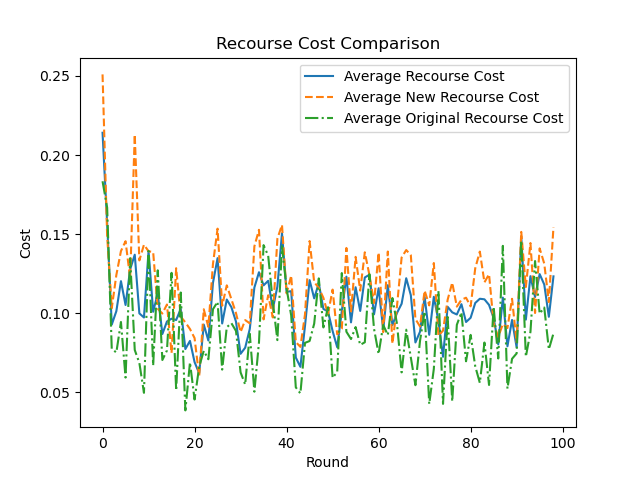 Recourse Cost Comparison
Average Recourse Cost
Average New Recourse Cost
Average Original Recourse Cost
0.25
0.20
0.15
0.10
0.05
Cost
0 20 40 60 80 100
Round